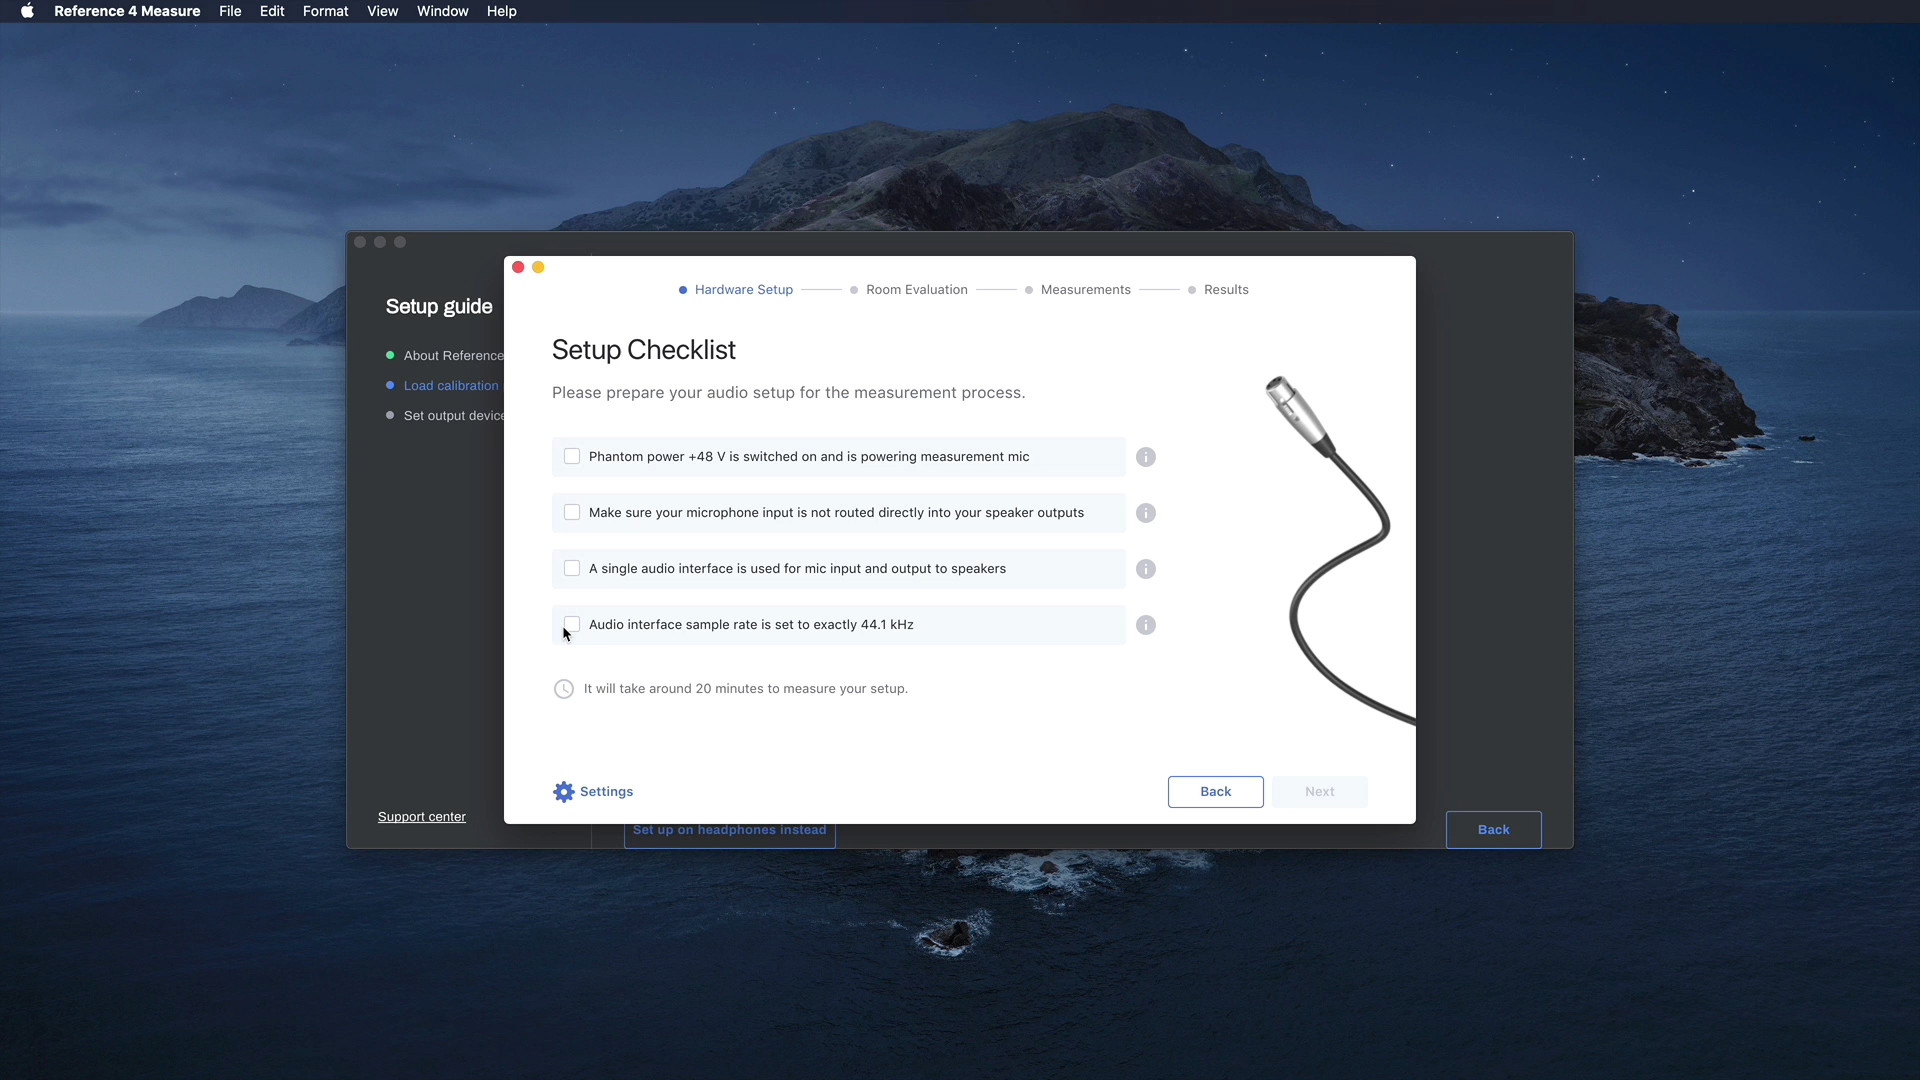 Reference 4 Measure File Edit Format View Window Help
Setup guide
About Reference
Load calibration
Set output device
Support center
Hardware Setup Room Evaluation Measurements Results
Setup Checklist
Please prepare your audio setup for the measurement process.
Phantom power +48 V is switched on and is powering measurement mic
Make sure your microphone input is not routed directly into your speaker outputs
A single audio interface is used for mic input and output to speakers
Audio interface sample rate is set to exactly 44.1 kHz
It will take around 20 minutes to measure your setup.
Settings
Back
Next
Set up on headphones instead
Back